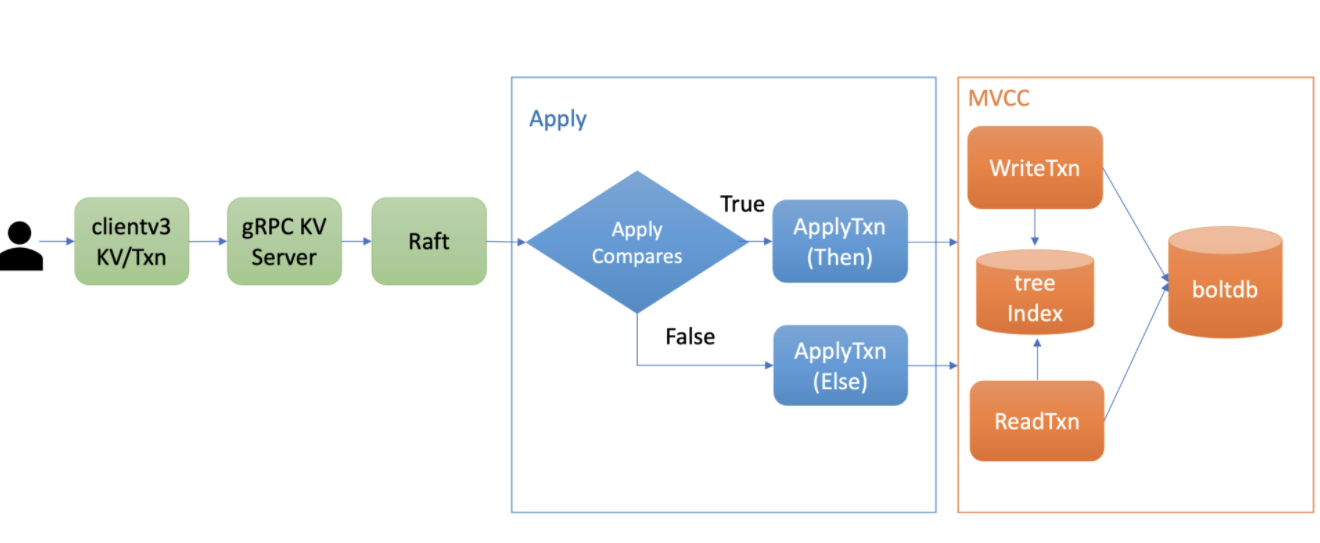 clientv3
KV/Txn
gRPC KV
Server
Raft
Apply
Apply
Compares
True
ApplyTxn
(Then)
False
ApplyTxn
(Else)
MVCC
WriteTxn
tree
Index
boltdb
ReadTxn